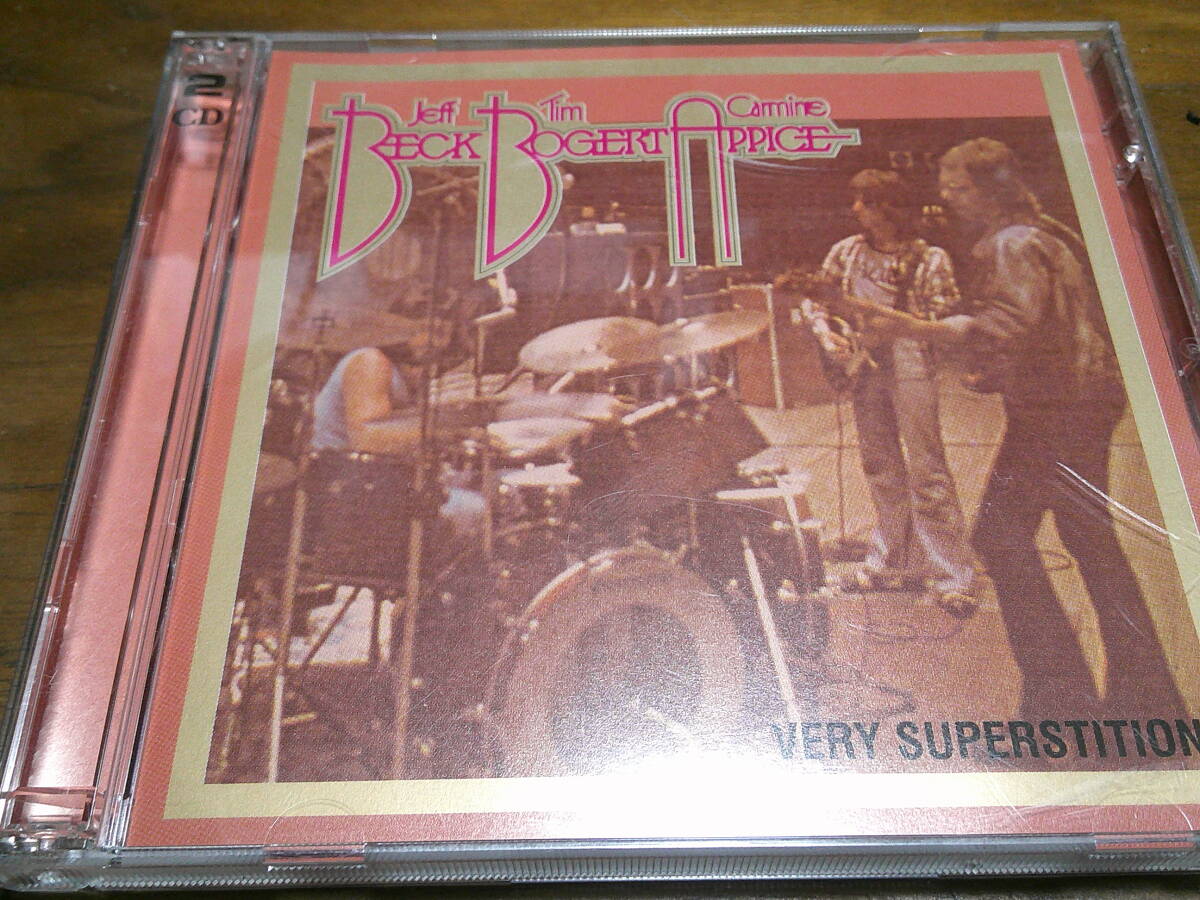 2
CD
Jeff Tim Carmine
BECK BOGERT APPICE
VERY SUPERSTITION